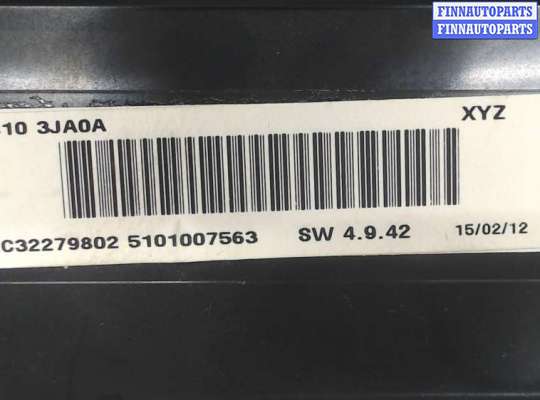 FINNAUTOPARTS
FINNAUTOPARTS
10 3JA0A XYZ
C32279802 5101007563 SW 4.9.42 15/02/12